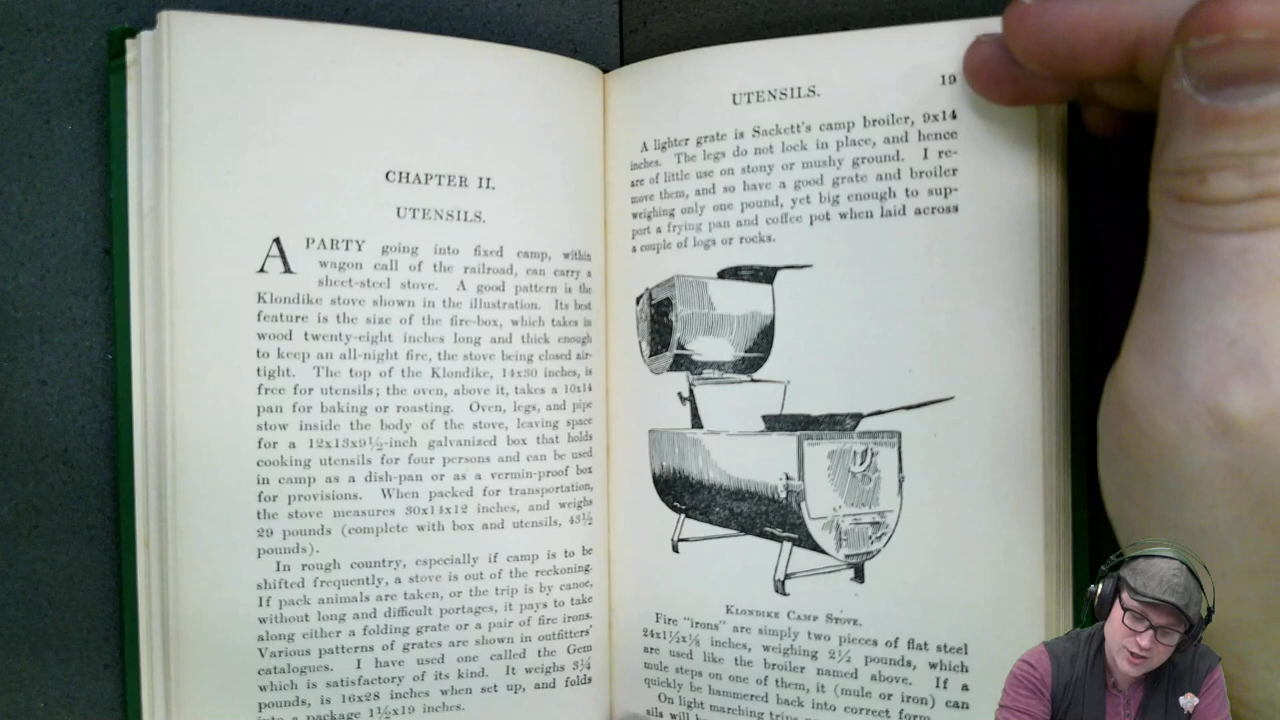 CHAPTER II.
UTENSILS.
A PARTY going into fixed camp, within
wagon call of the railroad, can carry a
sheet-steel stove. A good pattern is the
Klondike stove shown in the illustration. Its best
feature is the size of the fire-box, which takes in
wood twenty-eight inches long and thick enough
to keep an all-night fire, the stove being closed air-
tight. The top of the Klondike, 14x30 inches, is
free for utensils; the oven, above it, takes a 10x14
pan for baking or roasting. Oven, legs, and pipe
stow inside the body of the stove, leaving space
for a 12x13x9½-inch galvanized box that holds
cooking utensils for four persons and can be used
in camp as a dish-pan or as a vermin-proof box
for provisions. When packed for transportation,
the stove measures 30x14x12 inches, and weighs
29 pounds (complete with box and utensils, 43½
pounds).
In rough country, especially if camp is to be
shifted frequently, a stove is out of the reckoning.
If pack animals are taken, or the trip is by canoe,
without long and difficult portages, it pays to take
along either a folding grate or a pair of fire irons.
Various patterns of grates are shown in outfitters'
catalogues. I have used one called the Gem
which is satisfactory of its kind. It weighs 3¼
pounds, is 16x28 inches when set up, and folds
into a package 1½x19 inches.
UTENSILS. 19
A lighter grate is Sackett's camp broiler, 9x14
inches. The legs do not lock in place, and hence
are of little use on stony or mushy ground. I re-
move them, and so have a good grate and broiler
weighing only one pound, yet big enough to sup-
port a frying pan and coffee pot when laid across
a couple of logs or rocks.
KLONDIKE CAMP STOVE.
Fire "irons" are simply two pieces of flat steel
24x1½x⅛ inches, weighing 2½ pounds, which
are used like the broiler named above. If a
mule steps on one of them, it (mule or iron) can
quickly be hammered back into correct form.
On light marching trips
sils will